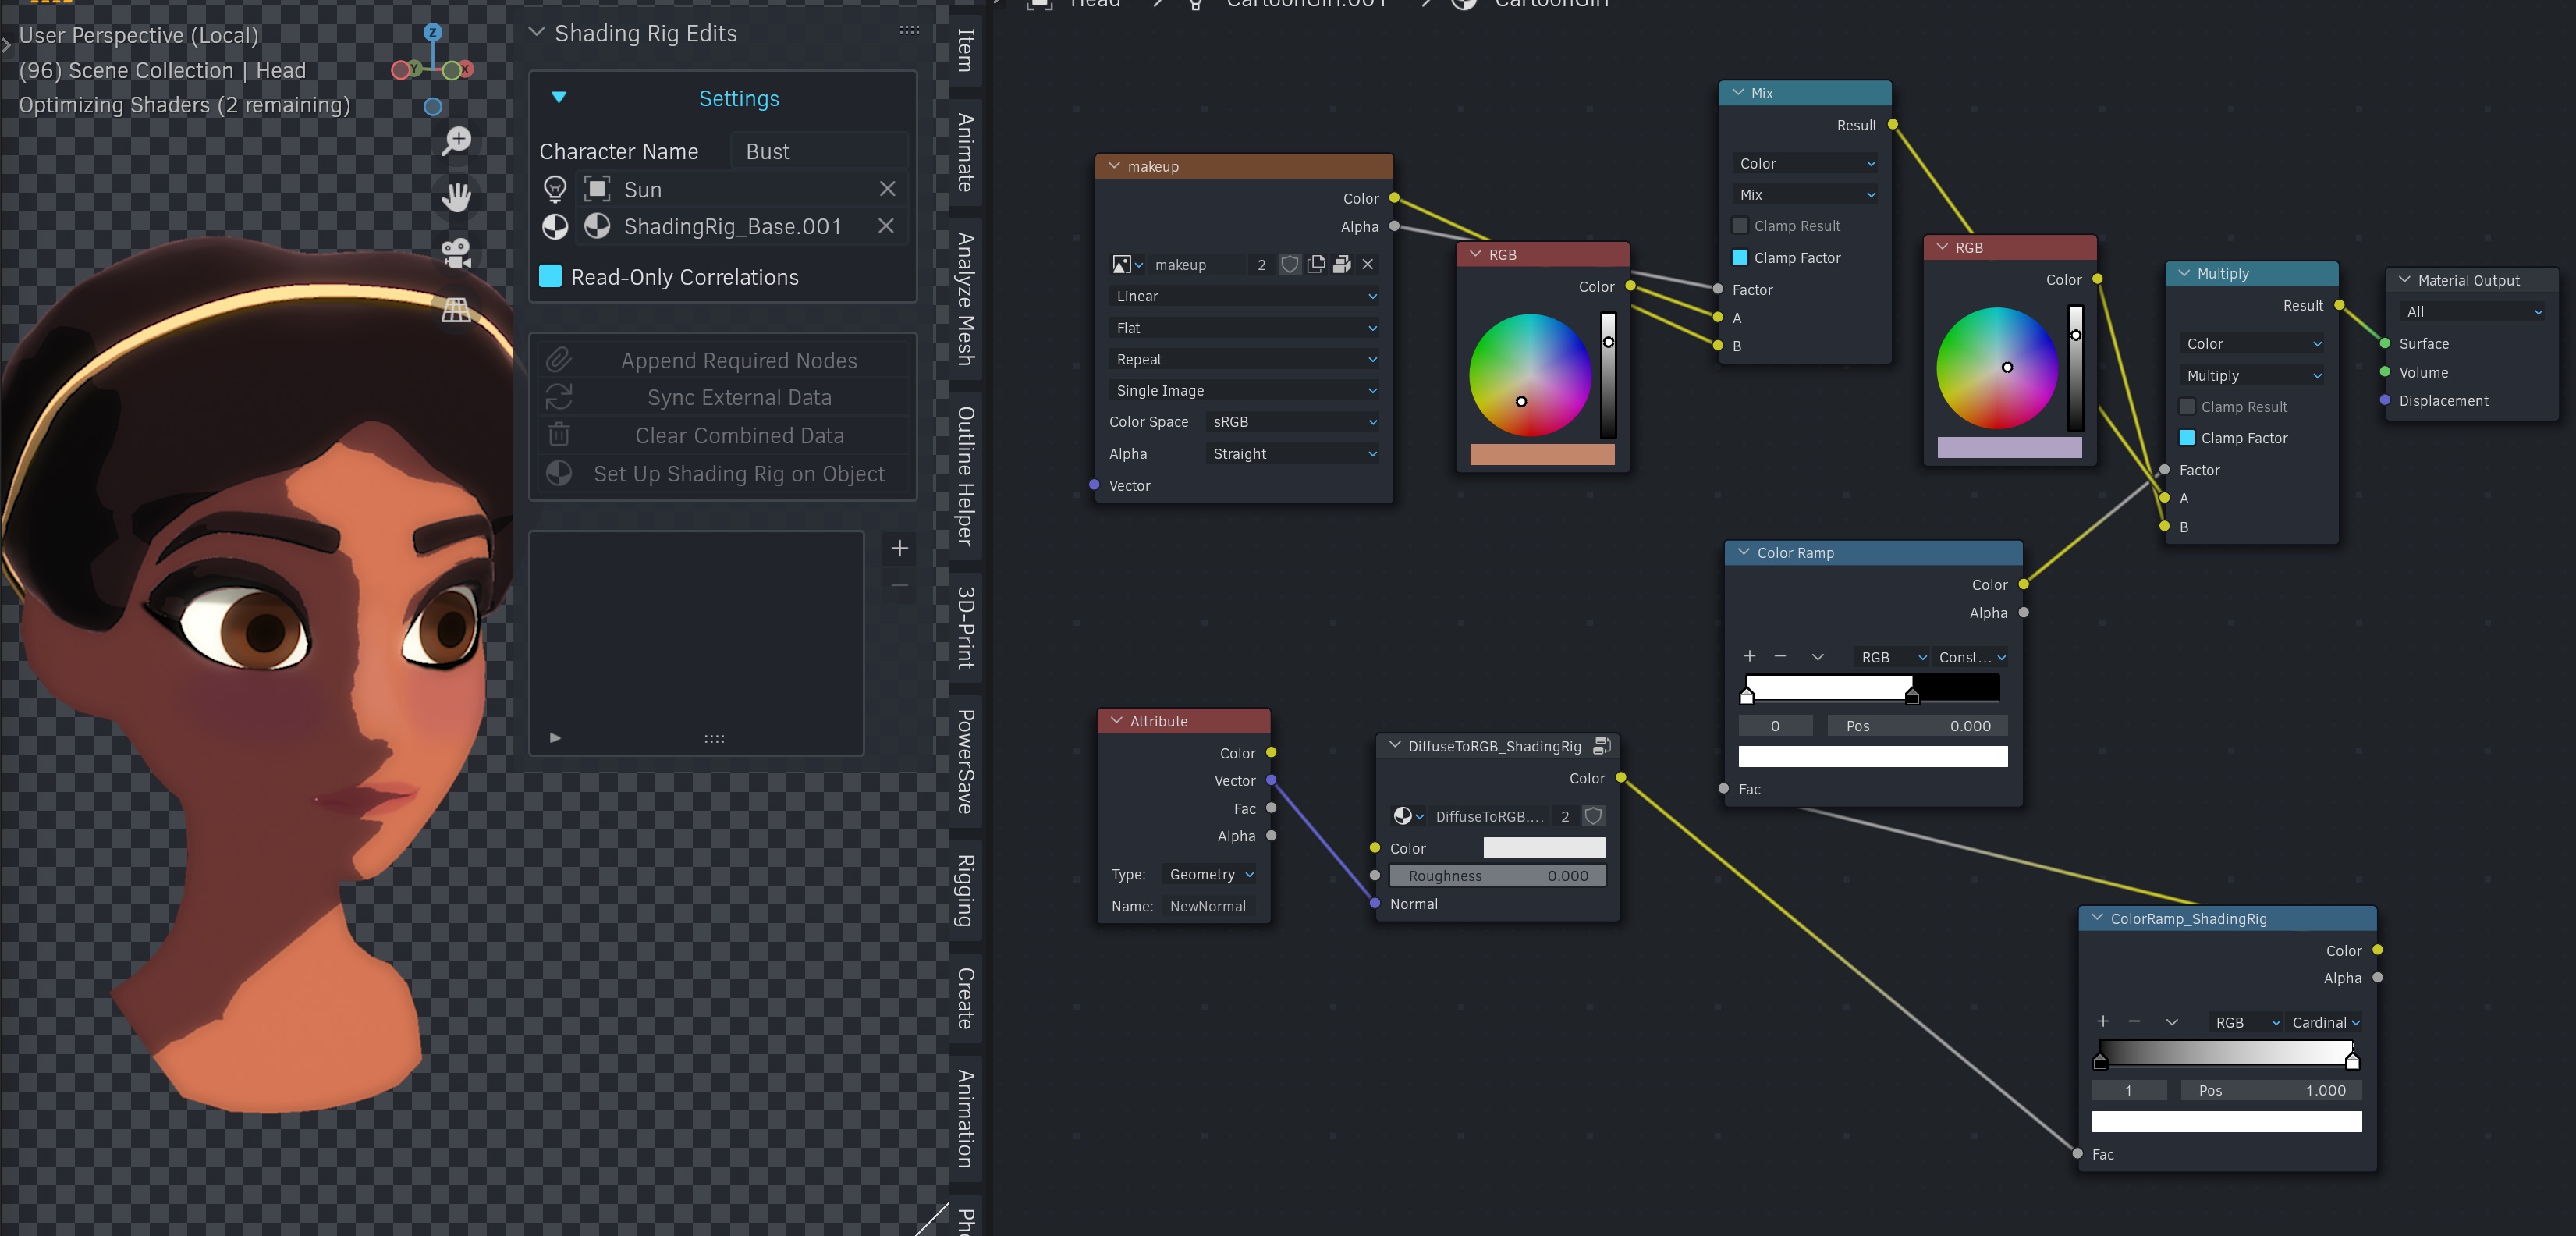 Head
CartoonGirl.001
CartoonGirl
User Perspective (Local)
(96) Scene Collection | Head
Optimizing Shaders (2 remaining)
Z
Y
X
Shading Rig Edits
Settings
Character Name
Bust
Sun
ShadingRig_Base.001
Read-Only Correlations
Append Required Nodes
Sync External Data
Clear Combined Data
Set Up Shading Rig on Object
Item
Animate
Analyze Mesh
Outline Helper
3D-Print
PowerSave
Rigging
Create
Animation
makeup
Color
Alpha
makeup
2
Linear
Flat
Repeat
Single Image
Color Space
sRGB
Alpha
Straight
Vector
RGB
Color
Mix
Result
Color
Mix
Clamp Result
Clamp Factor
Factor
A
B
RGB
Color
Multiply
Result
Color
Multiply
Clamp Result
Clamp Factor
Factor
A
B
Material Output
All
Surface
Volume
Displacement
Color Ramp
Color
Alpha
RGB
Const...
0
Pos
0.000
Fac
Attribute
Color
Vector
Fac
Alpha
Type:
Geometry
Name:
NewNormal
DiffuseToRGB_ShadingRig
Color
DiffuseToRGB....
2
Color
Roughness
0.000
Normal
ColorRamp_ShadingRig
Color
Alpha
RGB
Cardinal
1
Pos
1.000
Fac